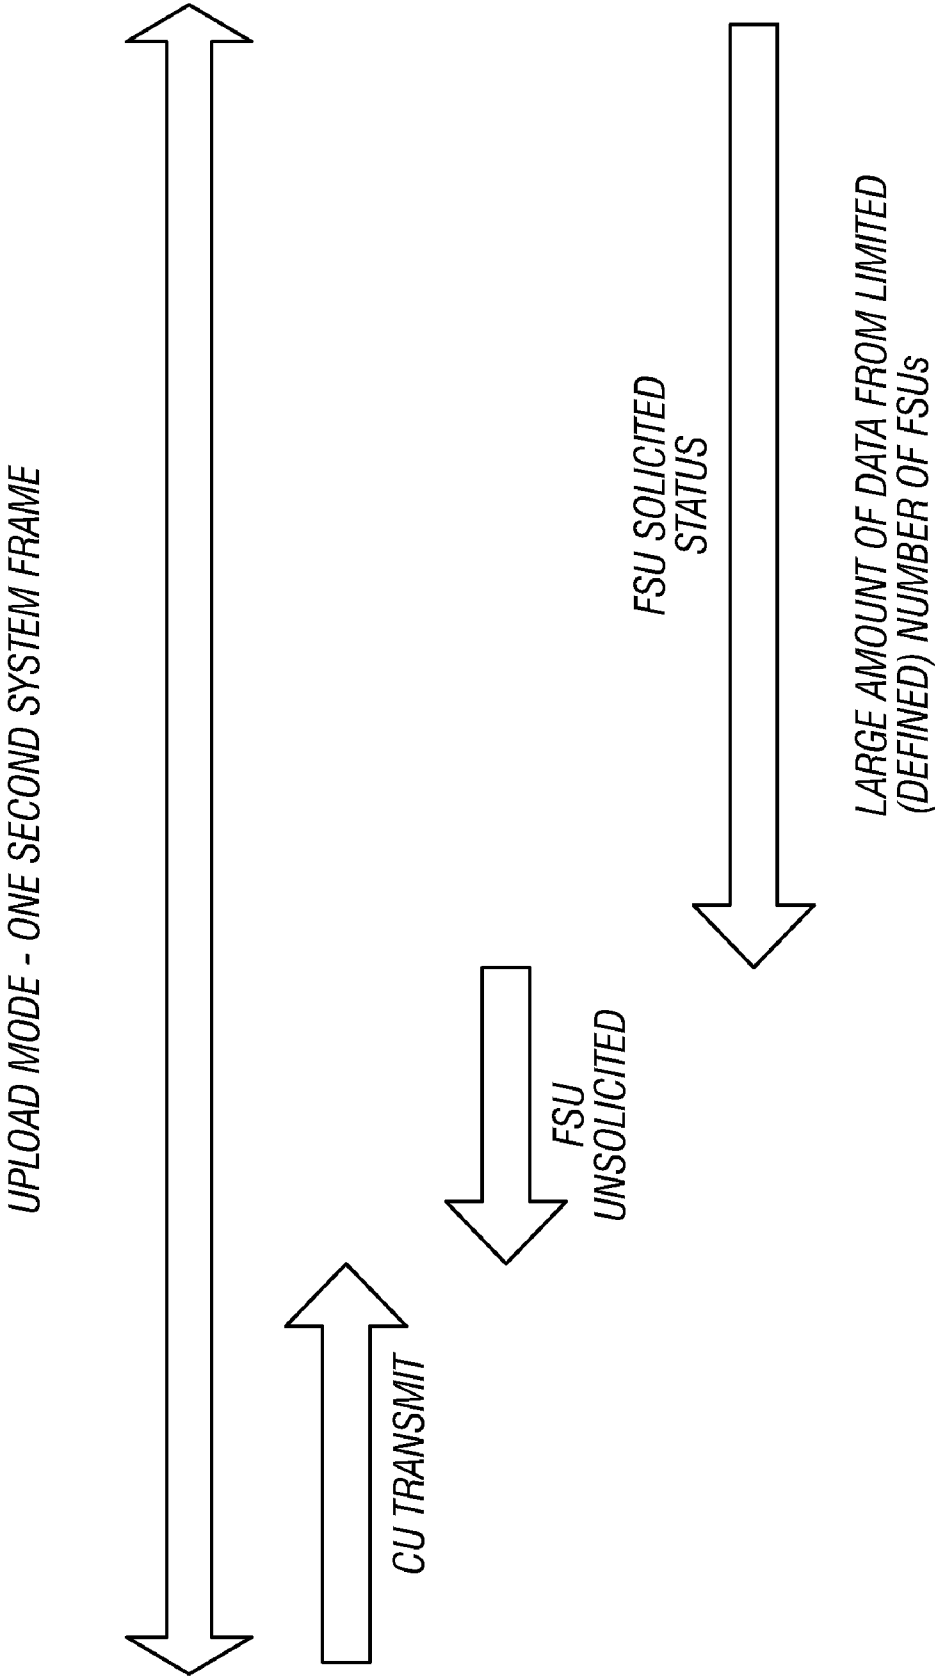 UPLOAD MODE - ONE SECOND SYSTEM FRAME
CU TRANSMIT
FSU
UNSOLICITED
FSU SOLICITED
STATUS
LARGE AMOUNT OF DATA FROM LIMITED
(DEFINED) NUMBER OF FSUs